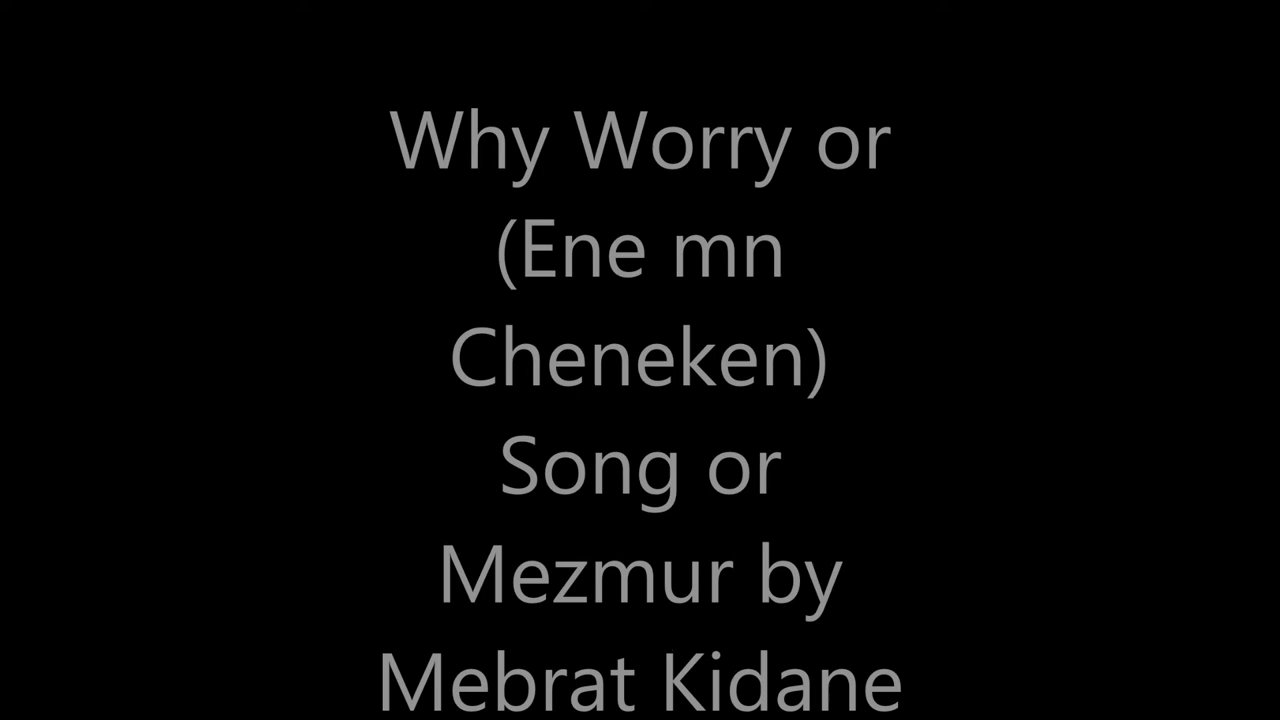 Why Worry or
(Ene mn
Cheneken)
Song or
Mezmur by
Mebrat Kidane